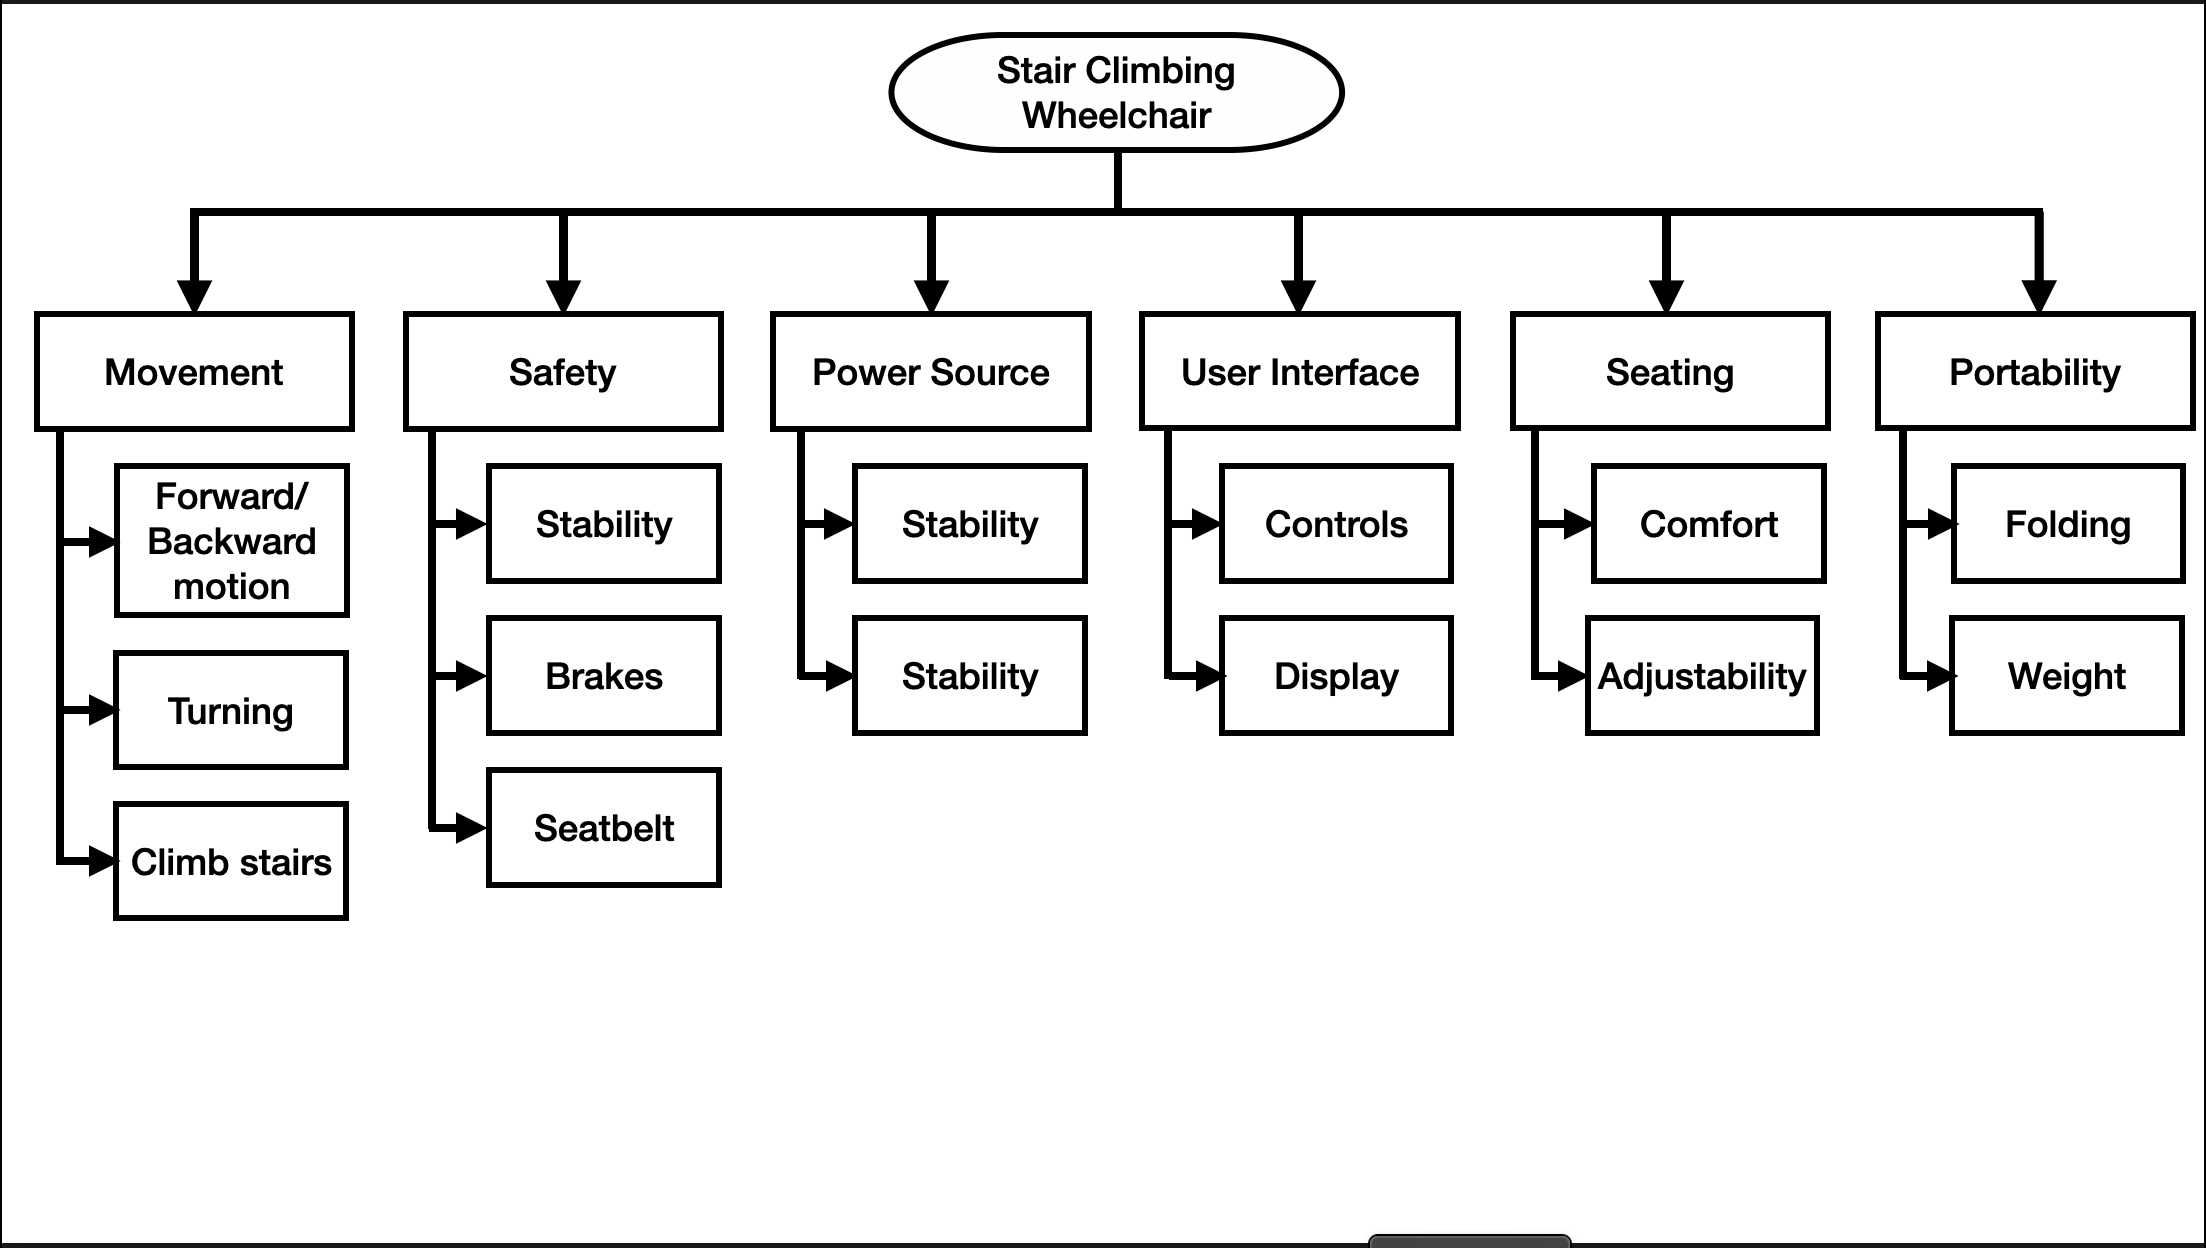 Stair Climbing
Wheelchair
Movement
Safety
Power Source
User Interface
Seating
Portability
Forward/
Backward
motion
Turning
Climb stairs
Stability
Brakes
Seatbelt
Stability
Stability
Controls
Display
Comfort
Adjustability
Folding
Weight